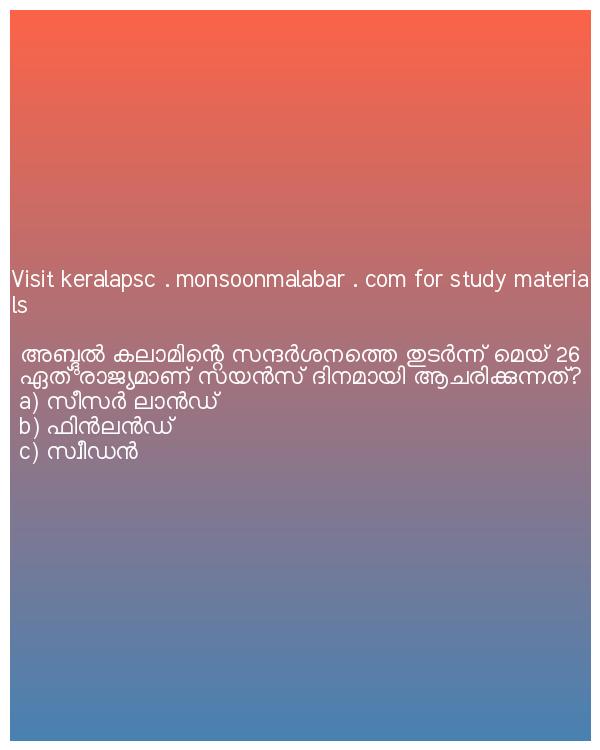 Visit keralapsc . monsoonmalabar . com for study materia
ls
അബ്ദുൽ കലാമിന്റെ സന്ദർശനത്തെ തുടർന്ന് മെയ് 26
ഏത് രാജ്യമാണ് സയൻസ് ദിനമായി ആചരിക്കുന്നത്?
a) സീസർ ലാൻഡ്
b) ഫിൻലൻഡ്
c) സ്വീഡൻ